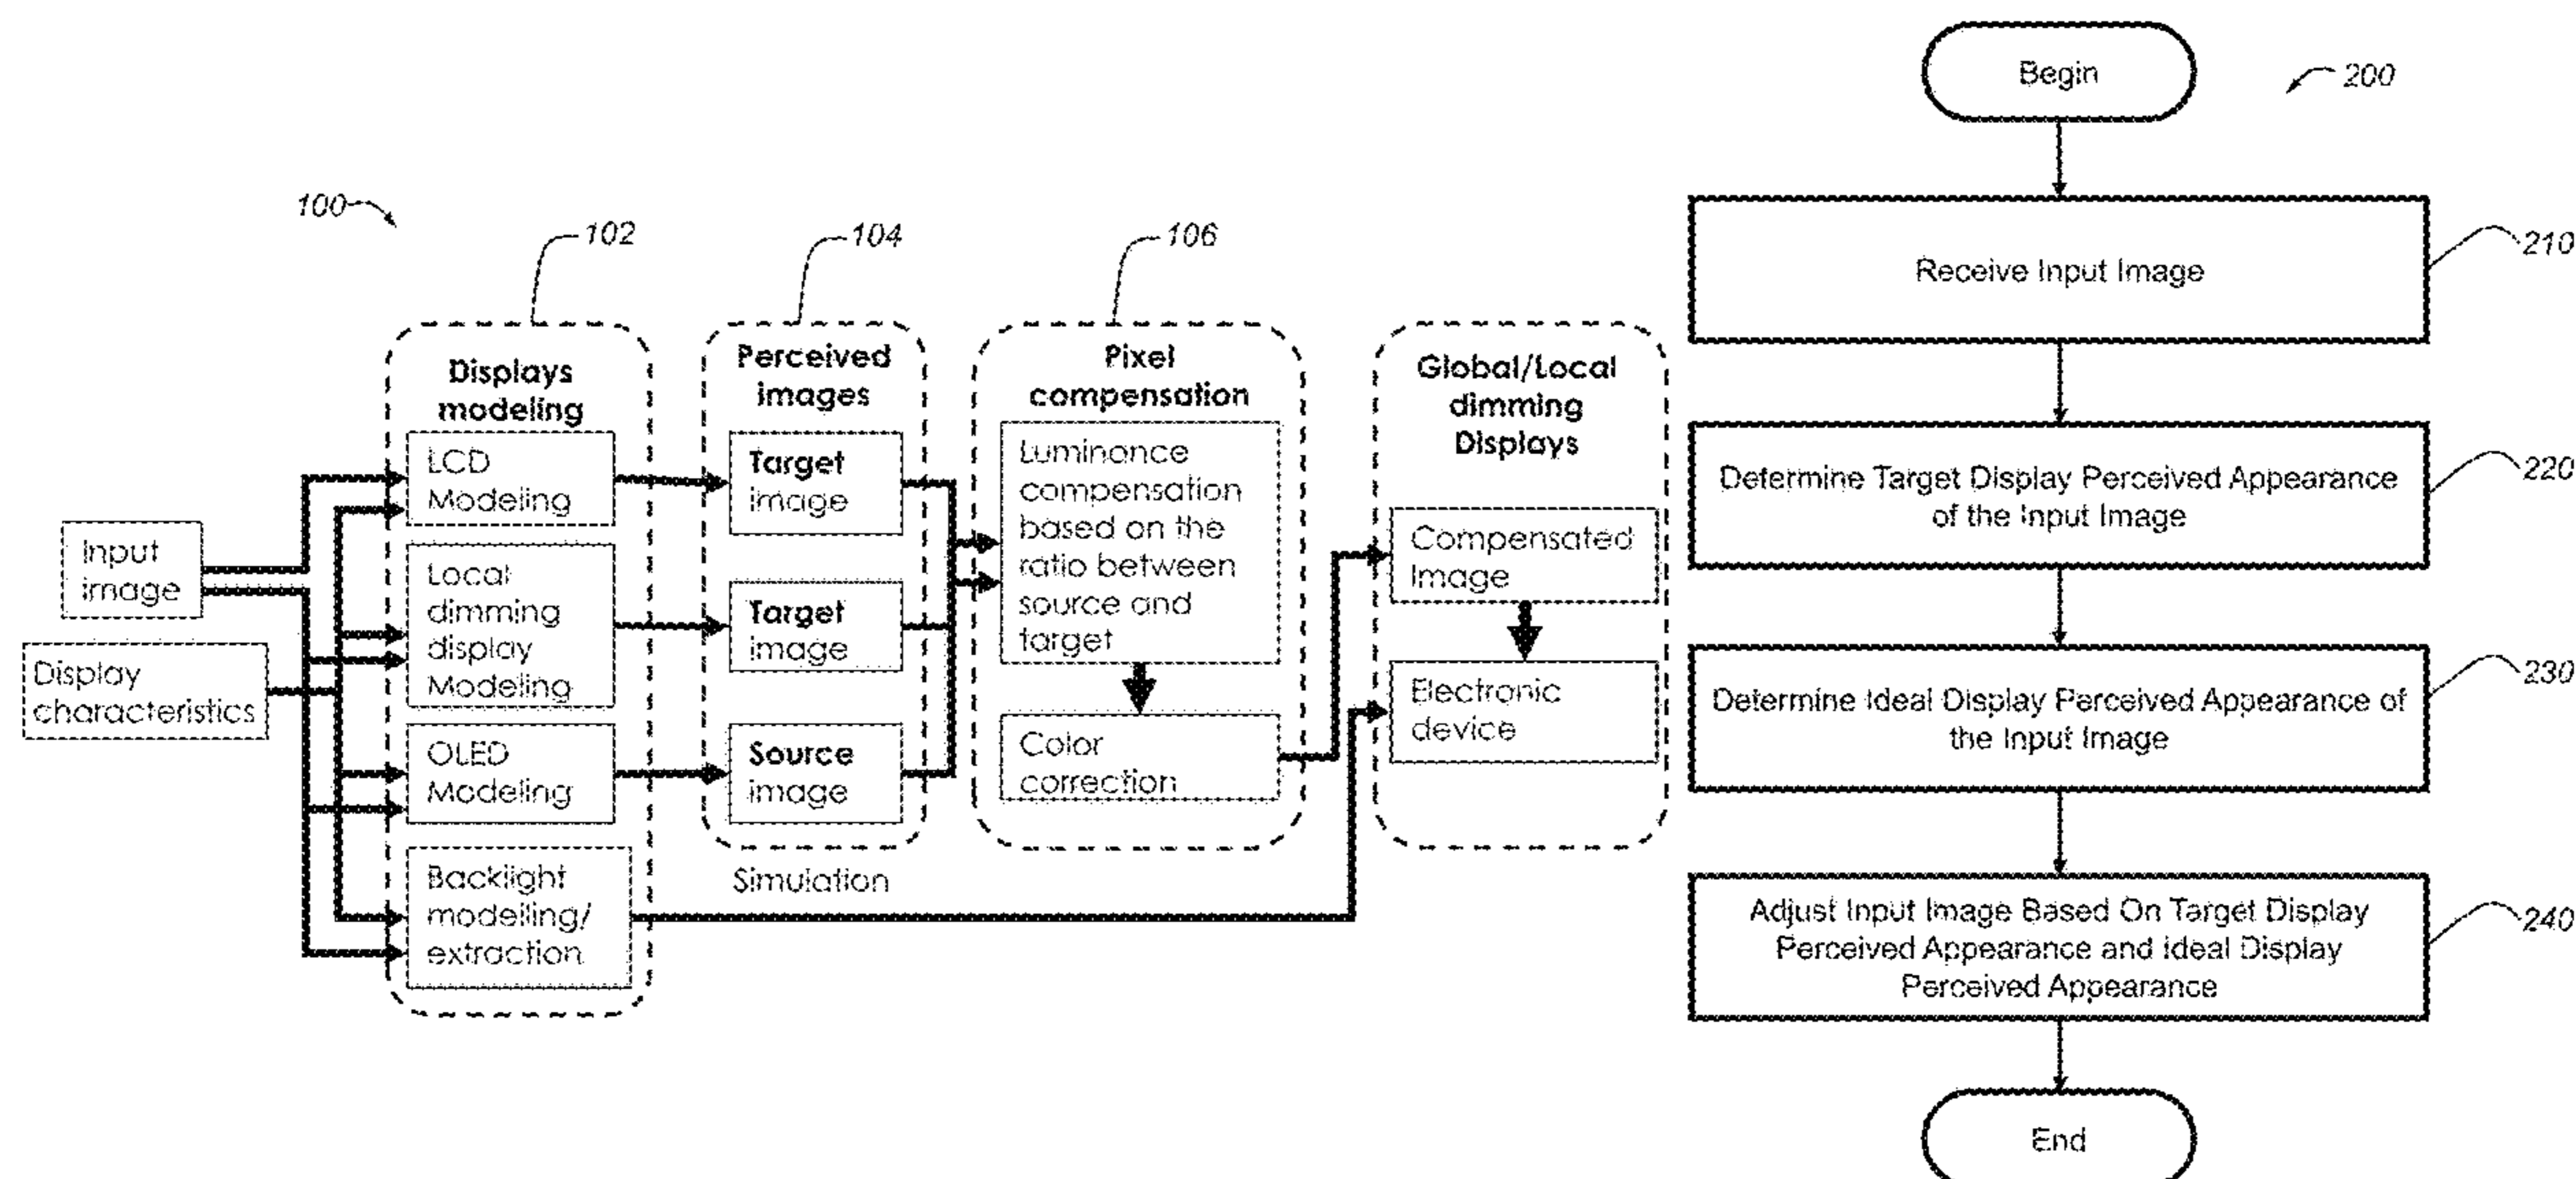 100
102
104
106
Input
image
Display
characteristics
Displays
modeling
LCD
Modeling
Local
dimming
display
Modeling
OLED
Modeling
Backlight
modelling/
extraction
Perceived
images
Target
image
Target
image
Source
image
Simulation
Pixel
compensation
Luminance
compensation
based on the
ratio between
source and
target
Color
correction
Global/Local
dimming
Displays
Compensated
Image
Electronic
device
200
Begin
Receive Input Image
210
Determine Target Display Perceived Appearance
of the Input Image
220
Determine Ideal Display Perceived Appearance of
the Input Image
230
Adjust Input Image Based On Target Display
Perceived Appearance and Ideal Display
Perceived Appearance
240
End